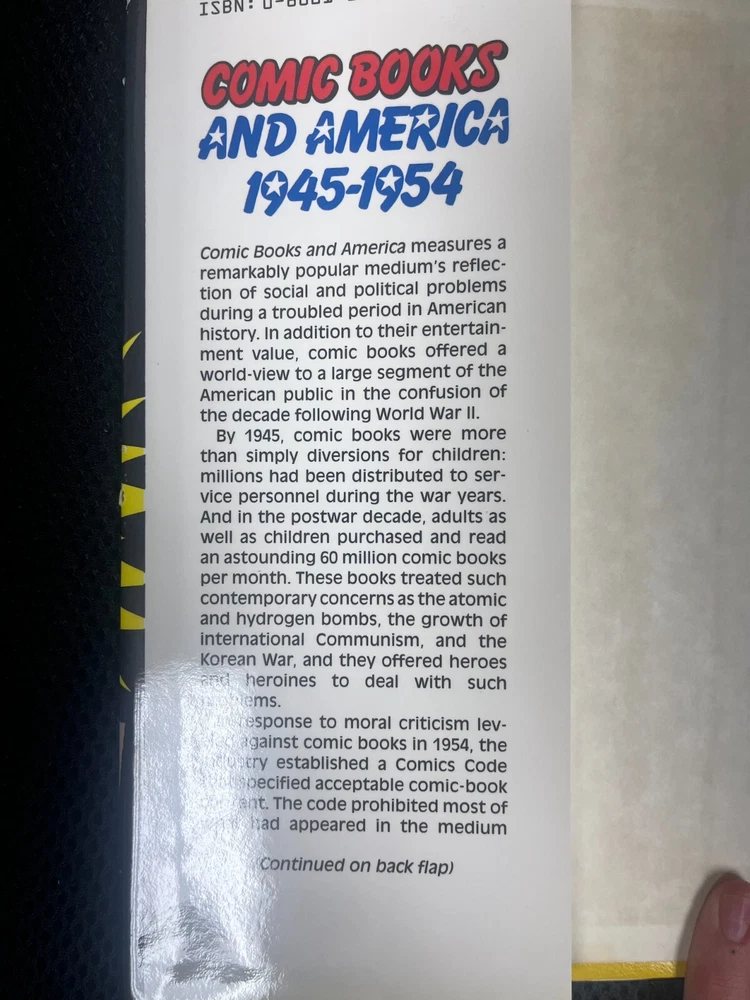 ISBN:
COMIC BOOKS
AND AMERICA
1945-1954
Comic Books and America measures a
remarkably popular medium's reflec-
tion of social and political problems
during a troubled period in American
history. In addition to their entertain-
ment value, comic books offered a
world-view to a large segment of the
American public in the confusion of
the decade following World War II.
By 1945, comic books were more
than simply diversions for children:
millions had been distributed to ser-
vice personnel during the war years.
And in the postwar decade, adults as
well as children purchased and read
an astounding 60 million comic books
per month. These books treated such
contemporary concerns as the atomic
and hydrogen bombs, the growth of
international Communism, and the
Korean War, and they offered heroes
and heroines to deal with such
response to moral criticism lev-
against comic books in 1954, the
industry established a Comics Code
specified acceptable comic-book
The code prohibited most of
had appeared in the medium
(Continued on back flap)